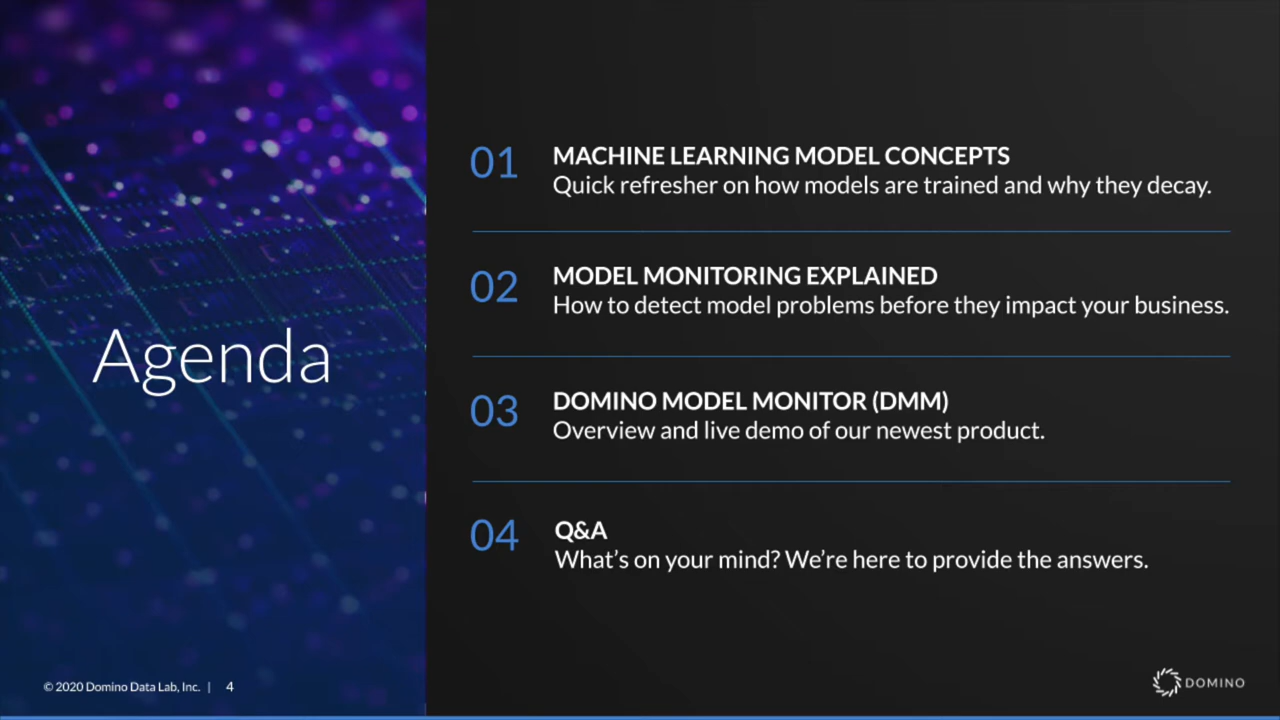 Agenda
01
MACHINE LEARNING MODEL CONCEPTS
Quick refresher on how models are trained and why they decay.
02
MODEL MONITORING EXPLAINED
How to detect model problems before they impact your business.
03
DOMINO MODEL MONITOR (DMM)
Overview and live demo of our newest product.
04
Q&A
What's on your mind? We're here to provide the answers.
© 2020 Domino Data Lab, Inc. | 4
DOMINO